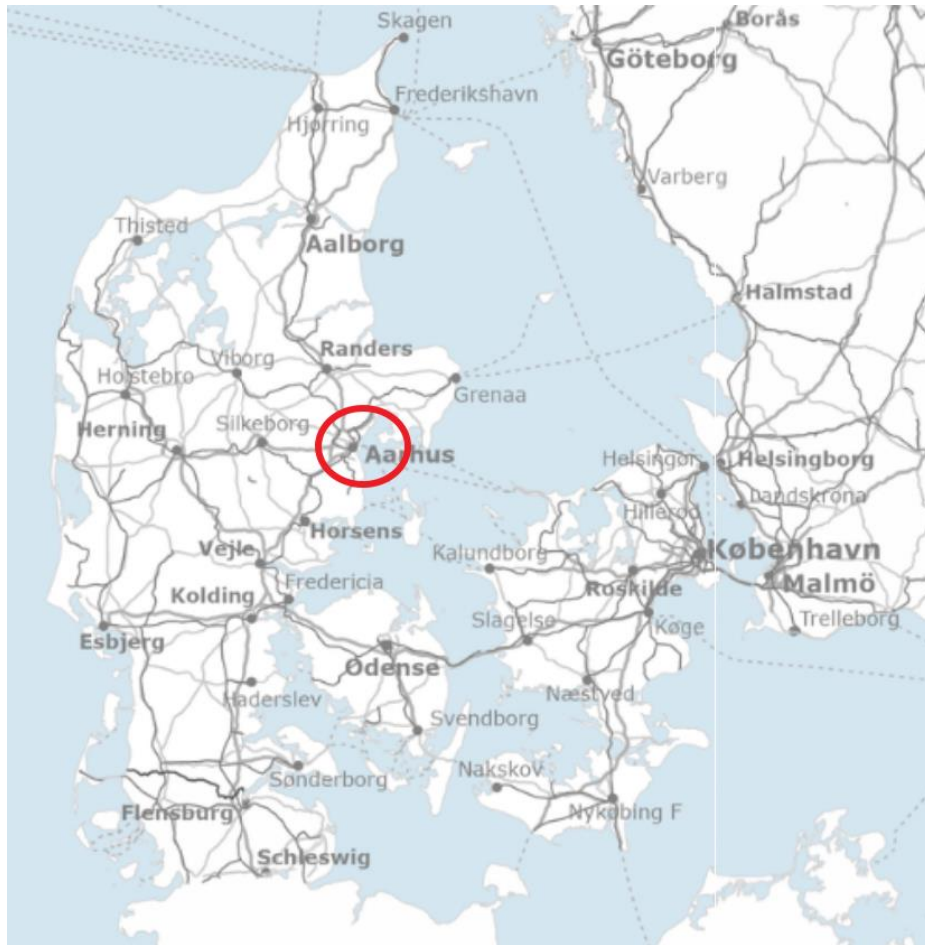 Skagen
Borås
Göteborg
Frederikshavn
Hjørring
Varberg
Thisted
Aalborg
Halmstad
Randers
Viborg
Holstebro
Grenaa
Silkeborg
Herning
Aarhus
Helsingør
Helsingborg
Landskrona
Hillerød
Horsens
Vejle
Kalundborg
København
Malmö
Fredericia
Roskilde
Kolding
Slagelse
Køge
Trelleborg
Esbjerg
Odense
Haderslev
Næstved
Svendborg
Sønderborg
Nakskov
Flensburg
Nykøbing F
Schleswig